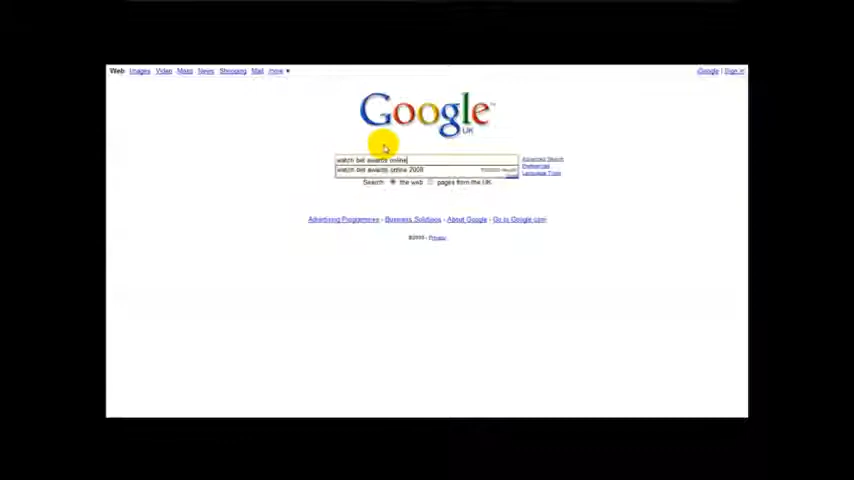 Web Images Video Maps News Shopping Mail more ▼
Google | Sign in
Google™
UK
watch bet awards online
Advanced Search
watch bet awards online 2008
Preferences
Language Tools
Search: the web pages from the UK
Advertising Programmes - Business Solutions - About Google - Go to Google.com
Privacy